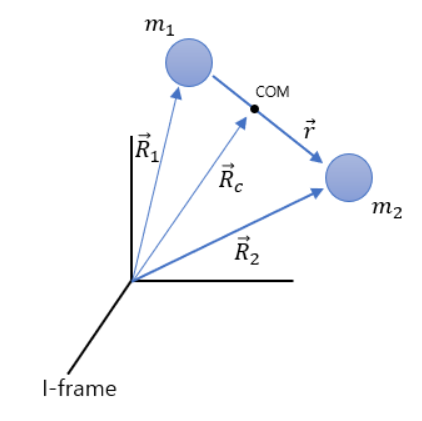 m₁
COM
R⃗₁
r⃗
R⃗c
m₂
R⃗₂
I-frame